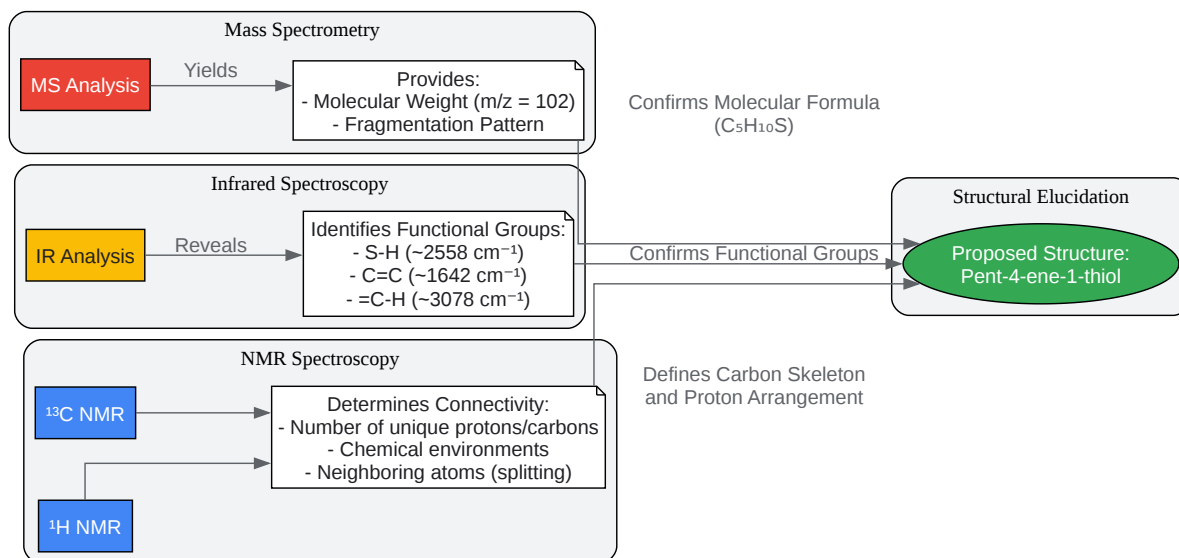 Mass Spectrometry
MS Analysis
Yields
Provides:
- Molecular Weight (m/z = 102)
- Fragmentation Pattern
Confirms Molecular Formula
(C₅H₁₀S)
Infrared Spectroscopy
IR Analysis
Reveals
Identifies Functional Groups:
- S-H (~2558 cm⁻¹)
- C=C (~1642 cm⁻¹)
- =C-H (~3078 cm⁻¹)
Confirms Functional Groups
Structural Elucidation
Proposed Structure:
Pent-4-ene-1-thiol
NMR Spectroscopy
¹³C NMR
¹H NMR
Determines Connectivity:
- Number of unique protons/carbons
- Chemical environments
- Neighboring atoms (splitting)
Defines Carbon Skeleton
and Proton Arrangement